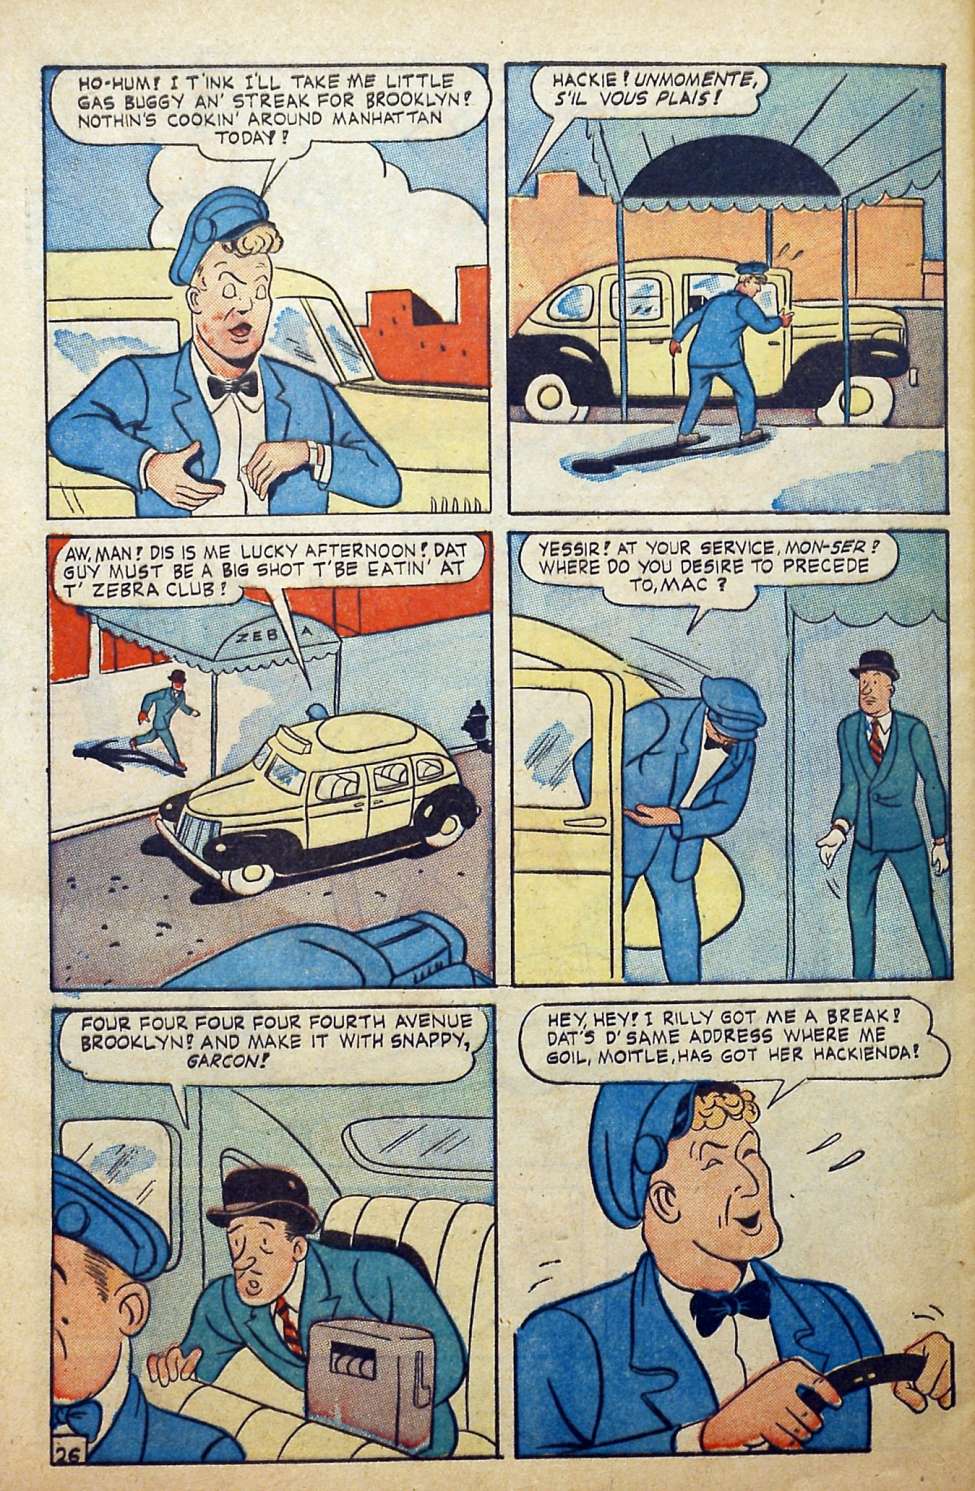 HO-HUM! I T'INK I'LL TAKE ME LITTLE
GAS BUGGY AN' STREAK FOR BROOKLYN!
NOTHIN'S COOKIN' AROUND MANHATTAN
TODAY!
HACKIE! UNMOMENTE,
S'IL VOUS PLAIS!
AW, MAN! DIS IS ME LUCKY AFTERNOON! DAT
GUY MUST BE A BIG SHOT T'BE EATIN' AT
T' ZEBRA CLUB!
ZEBRA
YESSIR! AT YOUR SERVICE, MON-SER!
WHERE DO YOU DESIRE TO PRECEDE
TO, MAC?
FOUR FOUR FOUR FOUR FOURTH AVENUE
BROOKLYN! AND MAKE IT WITH SNAPPY,
GARCON!
HEY, HEY! I RILLY GOT ME A BREAK!
DAT'S D' SAME ADDRESS WHERE ME
GOIL, MOITLE, HAS GOT HER HACKIENDA!
26